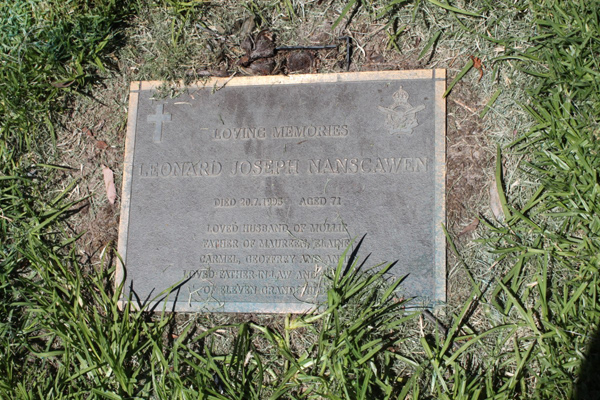 LOVING MEMORIES
LEONARD JOSEPH NANSCAWEN
DIED 20.7.1995 AGED 71
LOVED HUSBAND OF MOLLIE
FATHER OF MAUREEN, ELAINE
CARMEL, GEOFFREY
LOVED FATHER-IN-LAW AND
OF ELEVEN